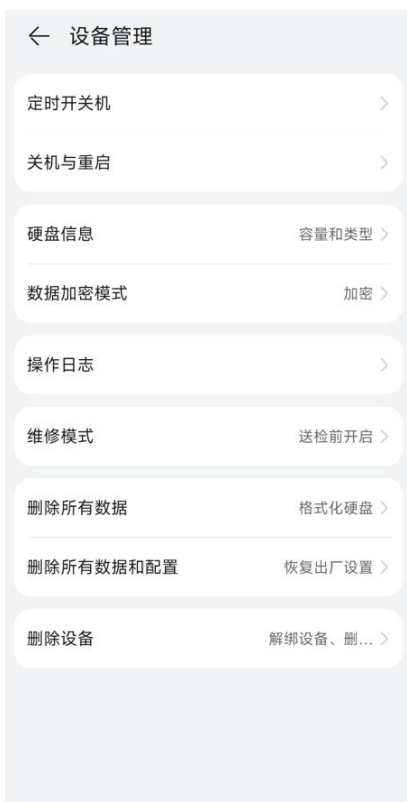 设备管理
定时开关机
关机与重启
硬盘信息 容量和类型
数据加密模式 加密
操作日志
维修模式 送检前开启
删除所有数据 格式化硬盘
删除所有数据和配置 恢复出厂设置
删除设备 解绑设备、删...